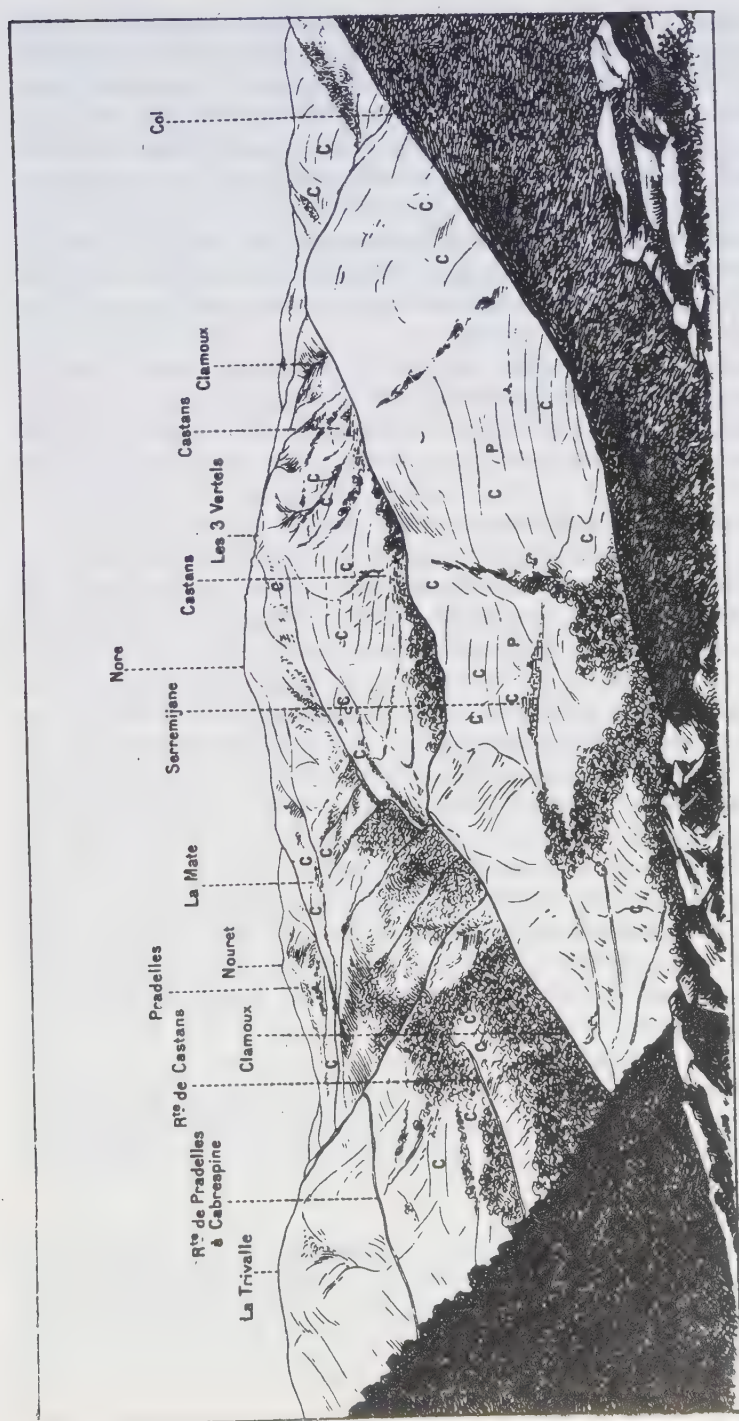 La Trivalle
Rte de Pradelles
à Cabrespine
Rte de Castans
Clamoux
Pradelles
Nouret
La Mate
Serremijane
Nore
Castans
Les 3 Vertels
Castans
Clamoux
Col
C
C
C
C
C
C
C
C
C
C
C
C
C
P
C
C
C
C
C
C
P
C
C
C
C
C
C
C